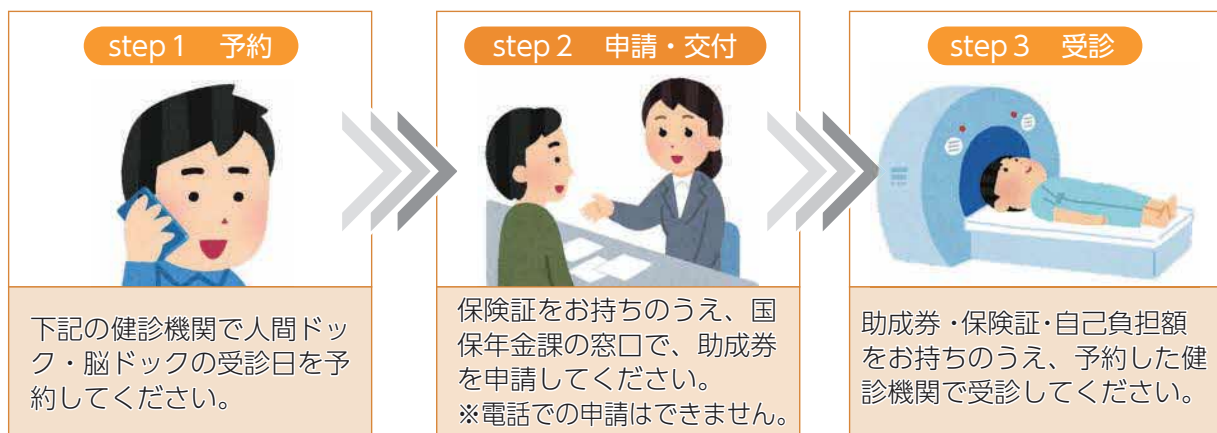 step1 予約
下記の健診機関で人間ドッ
ク・脳ドックの受診日を予
約してください。
step2 申請・交付
保険証をお持ちのうえ、国
保年金課の窓口で、助成券
を申請してください。
※電話での申請はできません。
step3 受診
助成券・保険証・自己負担額
をお持ちのうえ、予約した健
診機関で受診してください。